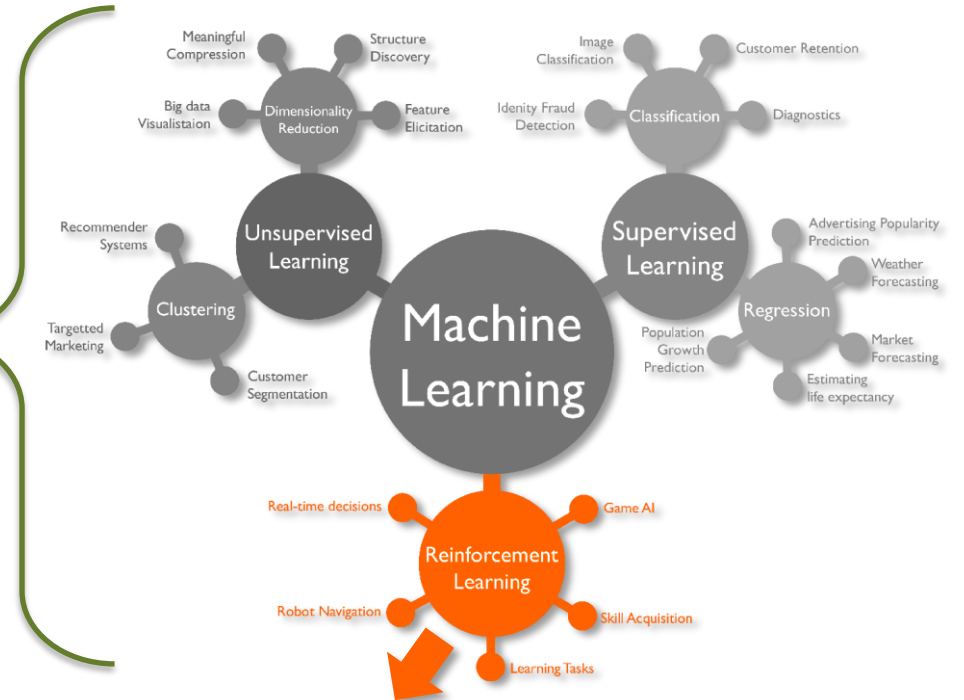 Meaningful
Compression
Structure
Discovery
Big data
Visualistaion
Dimensionality
Reduction
Feature
Elicitation
Image
Classification
Customer Retention
Idenity Fraud
Detection
Classification
Diagnostics
Unsupervised
Learning
Supervised
Learning
Recommender
Systems
Clustering
Targetted
Marketing
Customer
Segmentation
Machine
Learning
Advertising Popularity
Prediction
Weather
Forecasting
Regression
Population
Growth
Prediction
Market
Forecasting
Estimating
life expectancy
Real-time decisions
Game AI
Reinforcement
Learning
Robot Navigation
Skill Acquisition
Learning Tasks